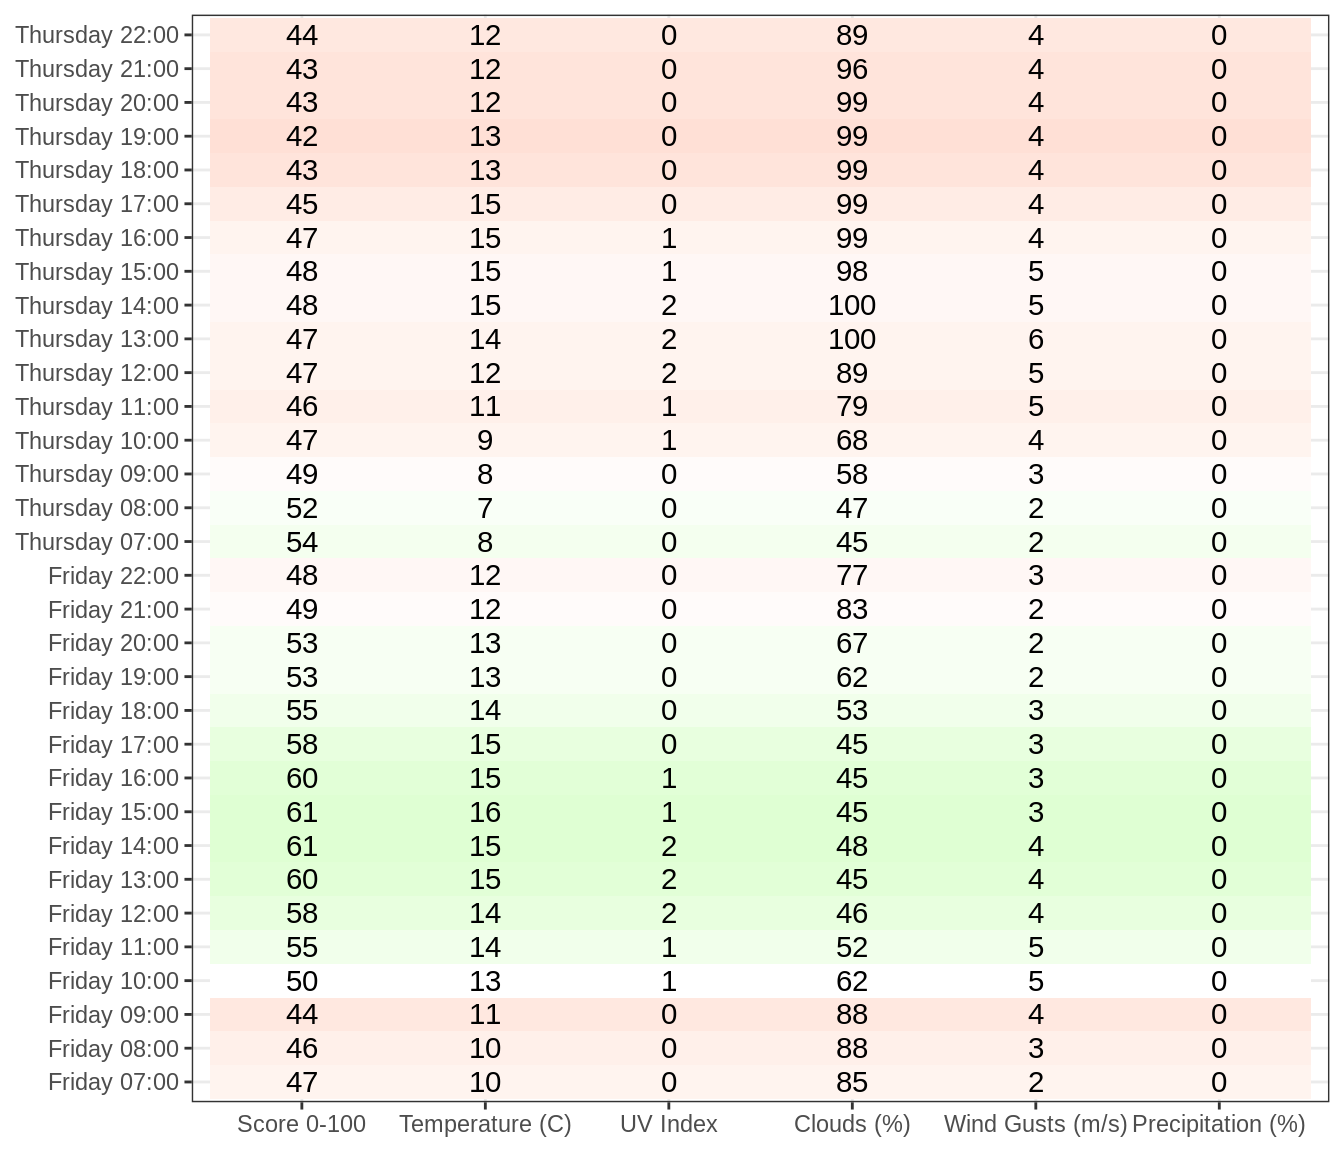 Thursday 22:00 44 12 0 89 4 0
Thursday 21:00 43 12 0 96 4 0
Thursday 20:00 43 12 0 99 4 0
Thursday 19:00 42 13 0 99 4 0
Thursday 18:00 43 13 0 99 4 0
Thursday 17:00 45 15 0 99 4 0
Thursday 16:00 47 15 1 99 4 0
Thursday 15:00 48 15 1 98 5 0
Thursday 14:00 48 15 2 100 5 0
Thursday 13:00 47 14 2 100 6 0
Thursday 12:00 47 12 2 89 5 0
Thursday 11:00 46 11 1 79 5 0
Thursday 10:00 47 9 1 68 4 0
Thursday 09:00 49 8 0 58 3 0
Thursday 08:00 52 7 0 47 2 0
Thursday 07:00 54 8 0 45 2 0
Friday 22:00 48 12 0 77 3 0
Friday 21:00 49 12 0 83 2 0
Friday 20:00 53 13 0 67 2 0
Friday 19:00 53 13 0 62 2 0
Friday 18:00 55 14 0 53 3 0
Friday 17:00 58 15 0 45 3 0
Friday 16:00 60 15 1 45 3 0
Friday 15:00 61 16 1 45 3 0
Friday 14:00 61 15 2 48 4 0
Friday 13:00 60 15 2 45 4 0
Friday 12:00 58 14 2 46 4 0
Friday 11:00 55 14 1 52 5 0
Friday 10:00 50 13 1 62 5 0
Friday 09:00 44 11 0 88 4 0
Friday 08:00 46 10 0 88 3 0
Friday 07:00 47 10 0 85 2 0
Score 0-100 Temperature (C) UV Index Clouds (%) Wind Gusts (m/s) Precipitation (%)